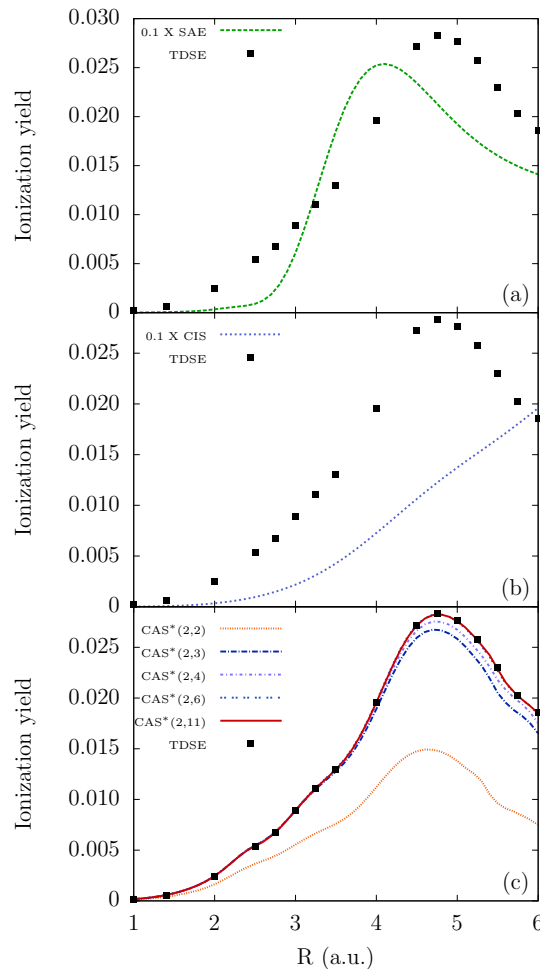 0.030
0.025
0.020
0.015
0.010
0.005
0
Ionization yield
0.1 X SAE
TDSE
(a)
0.025
0.020
0.015
0.010
0.005
0
Ionization yield
0.1 X CIS
TDSE
(b)
0.025
0.020
0.015
0.010
0.005
0
Ionization yield
CAS*(2,2)
CAS*(2,3)
CAS*(2,4)
CAS*(2,6)
CAS*(2,11)
TDSE
(c)
1 2 3 4 5 6
R (a.u.)